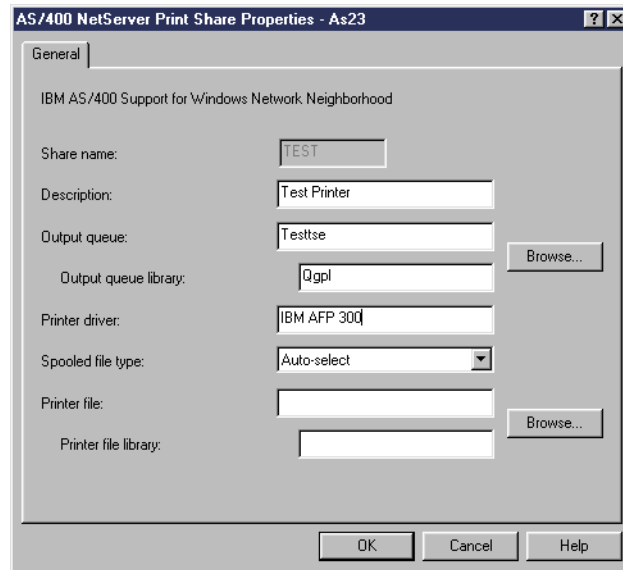 AS/400 NetServer Print Share Properties - As23
General
IBM AS/400 Support for Windows Network Neighborhood
Share name: TEST
Description: Test Printer
Output queue: Testtse
Browse...
Output queue library: Qgpl
Printer driver: IBM AFP 300
Spooled file type: Auto-select
Printer file:
Browse...
Printer file library:
OK Cancel Help